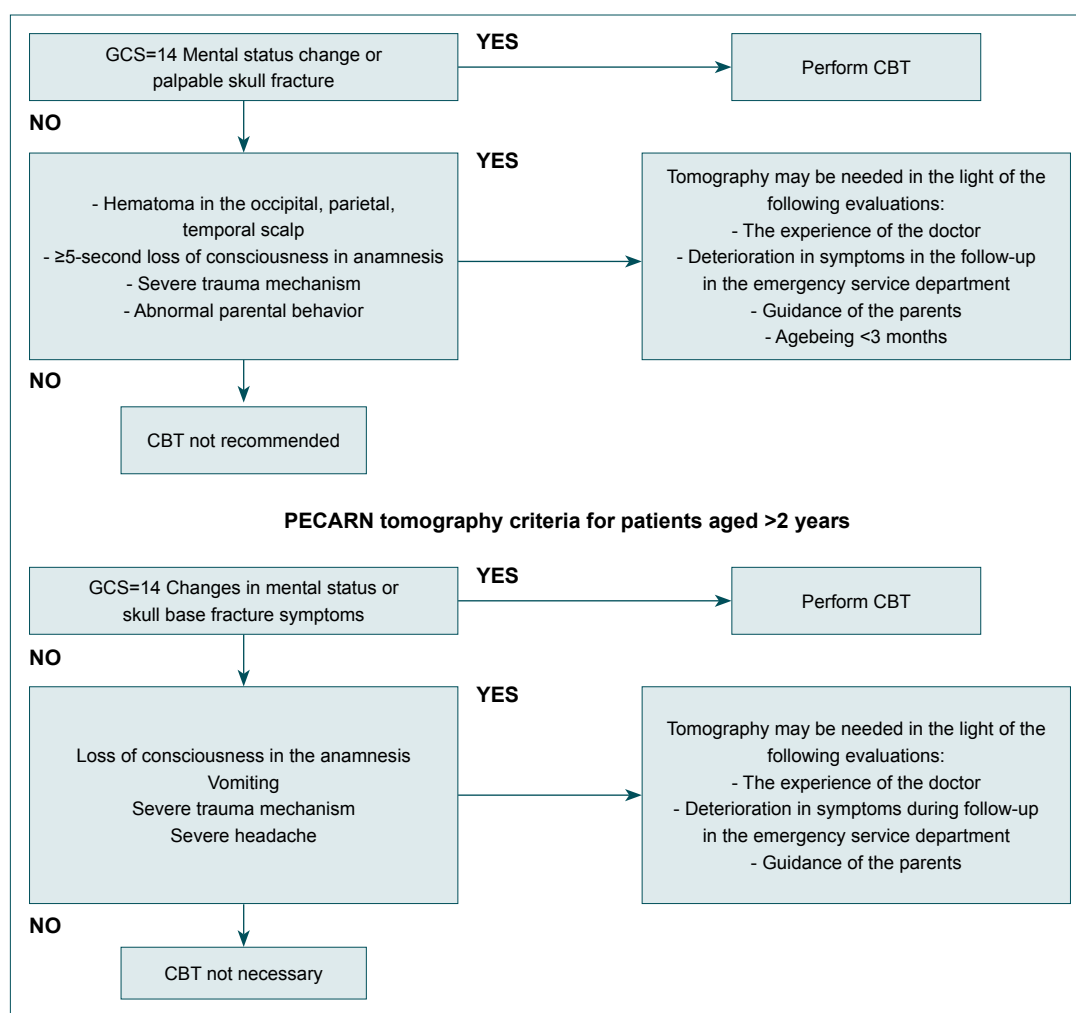 GCS=14 Mental status change or
palpable skull fracture
YES
Perform CBT
NO
- Hematoma in the occipital, parietal,
temporal scalp
- ≥5-second loss of consciousness in anamnesis
- Severe trauma mechanism
- Abnormal parental behavior
YES
Tomography may be needed in the light of the
following evaluations:
- The experience of the doctor
- Deterioration in symptoms in the follow-up
in the emergency service department
- Guidance of the parents
- Agebeing <3 months
NO
CBT not recommended
PECARN tomography criteria for patients aged >2 years
GCS=14 Changes in mental status or
skull base fracture symptoms
YES
Perform CBT
NO
Loss of consciousness in the anamnesis
Vomiting
Severe trauma mechanism
Severe headache
YES
Tomography may be needed in the light of the
following evaluations:
- The experience of the doctor
- Deterioration in symptoms during follow-up
in the emergency service department
- Guidance of the parents
NO
CBT not necessary